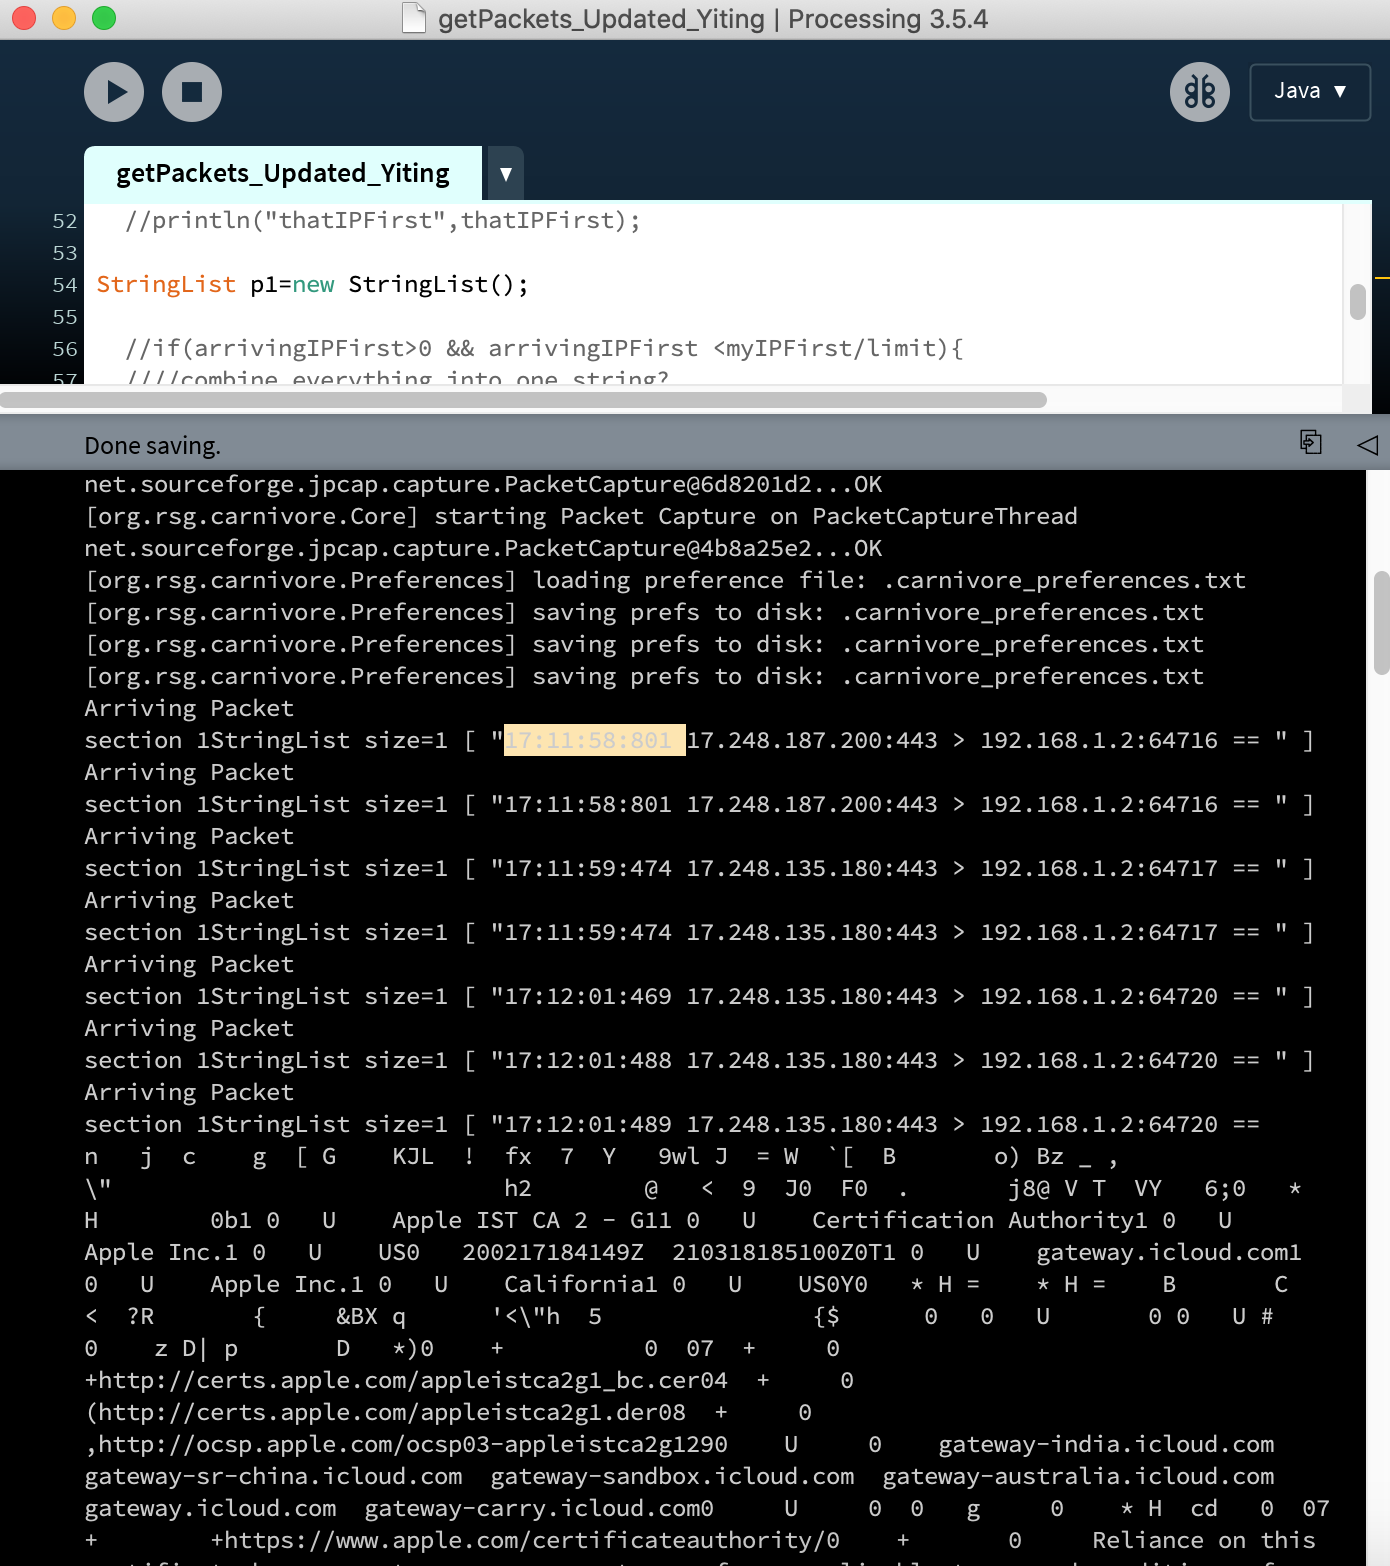 getPackets_Updated_Yiting | Processing 3.5.4
Java ▼
getPackets_Updated_Yiting ▼
52 //println("thatIPFirst",thatIPFirst);
53
54 StringList p1=new StringList();
55
56 //if(arrivingIPFirst>0 && arrivingIPFirst <myIPFirst/limit){
57 ////combine everything into one string?
Done saving.
net.sourceforge.jpcap.capture.PacketCapture@6d8201d2...OK
[org.rsg.carnivore.Core] starting Packet Capture on PacketCaptureThread
net.sourceforge.jpcap.capture.PacketCapture@4b8a25e2...OK
[org.rsg.carnivore.Preferences] loading preference file: .carnivore_preferences.txt
[org.rsg.carnivore.Preferences] saving prefs to disk: .carnivore_preferences.txt
[org.rsg.carnivore.Preferences] saving prefs to disk: .carnivore_preferences.txt
[org.rsg.carnivore.Preferences] saving prefs to disk: .carnivore_preferences.txt
Arriving Packet
section 1StringList size=1 [ "17:11:58:801 17.248.187.200:443 > 192.168.1.2:64716 == " ]
Arriving Packet
section 1StringList size=1 [ "17:11:58:801 17.248.187.200:443 > 192.168.1.2:64716 == " ]
Arriving Packet
section 1StringList size=1 [ "17:11:59:474 17.248.135.180:443 > 192.168.1.2:64717 == " ]
Arriving Packet
section 1StringList size=1 [ "17:11:59:474 17.248.135.180:443 > 192.168.1.2:64717 == " ]
Arriving Packet
section 1StringList size=1 [ "17:12:01:469 17.248.135.180:443 > 192.168.1.2:64720 == " ]
Arriving Packet
section 1StringList size=1 [ "17:12:01:488 17.248.135.180:443 > 192.168.1.2:64720 == " ]
Arriving Packet
section 1StringList size=1 [ "17:12:01:489 17.248.135.180:443 > 192.168.1.2:64720 ==
n j c g [ G KJL ! fx 7 Y 9wl J = W `[ B o) Bz _ ,
\" h2 @ < 9 J0 F0 . j8@ V T VY 6;0 *
H 0b1 0 U Apple IST CA 2 - G11 0 U Certification Authority1 0 U
Apple Inc.1 0 U US0 200217184149Z 210318185100Z0T1 0 U gateway.icloud.com1
0 U Apple Inc.1 0 U California1 0 U US0Y0 * H = * H = B C
< ?R { &BX q '<\"h 5 {$ 0 0 U 0 0 U #
0 z D| p D *)0 + 0 07 + 0
+http://certs.apple.com/appleistca2g1_bc.cer04 + 0
(http://certs.apple.com/appleistca2g1.der08 + 0
,http://ocsp.apple.com/ocsp03-appleistca2g1290 U 0 gateway-india.icloud.com
gateway-sr-china.icloud.com gateway-sandbox.icloud.com gateway-australia.icloud.com
gateway.icloud.com gateway-carry.icloud.com0 U 0 0 g 0 * H cd 0 07
+ +https://www.apple.com/certificateauthority/0 + 0 Reliance on this